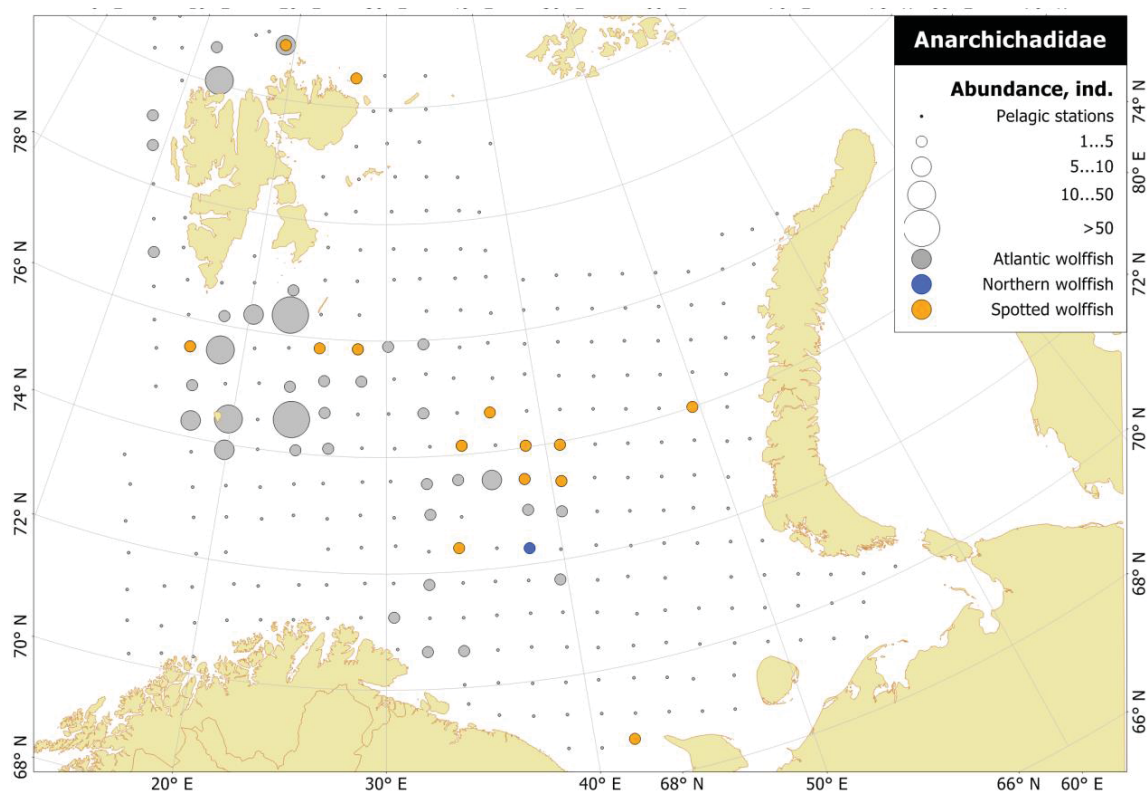 Anarchichadidae
Abundance, ind.
Pelagic stations
1...5
5...10
10...50
>50
Atlantic wolffish
Northern wolffish
Spotted wolffish
78° N
76° N
74° N
72° N
70° N
68° N
74° N
80° E
72° N
70° N
68° N
66° N
20° E
30° E
40° E
68° N
50° E
66° N
60° E